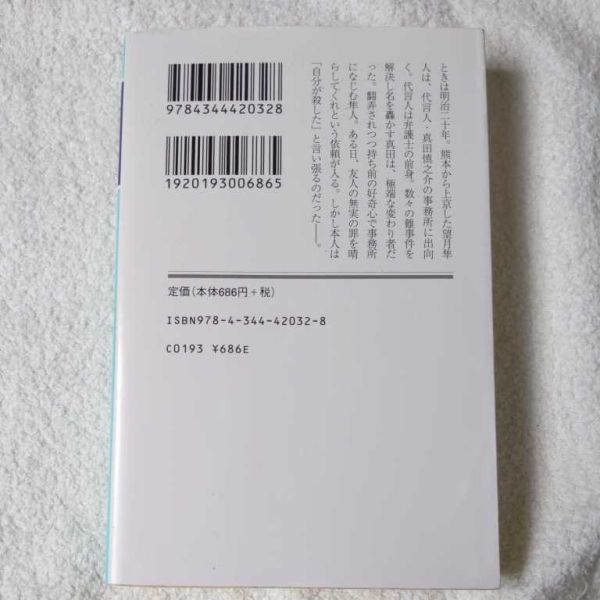 ときは明治二十年。熊本から上京した望月隼
人は、代言人・真田慎之介の事務所に出向
く。代言人は弁護士の前身。数々の難事件を
解決し名を轟かす真田は、極端な変わり者だ
った。翻弄されつつ持ち前の好奇心で事務所
になじむ隼人。ある日、友人の無実の罪を晴
らしてくれという依頼が入る。しかし本人は
「自分が殺した」と言い張るのだった――。
9784344420328
1920193006865
定価(本体686円+税)
ISBN978-4-344-42032-8
C0193 ¥686E